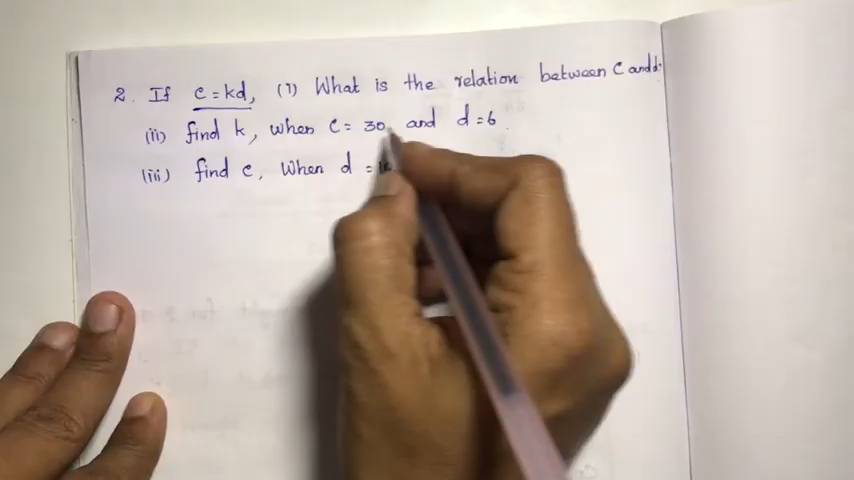 2. If c = kd, (i) What is the relation between c and d.
(ii) find k, when c = 30 and d = 6.
(iii) find c, When d =